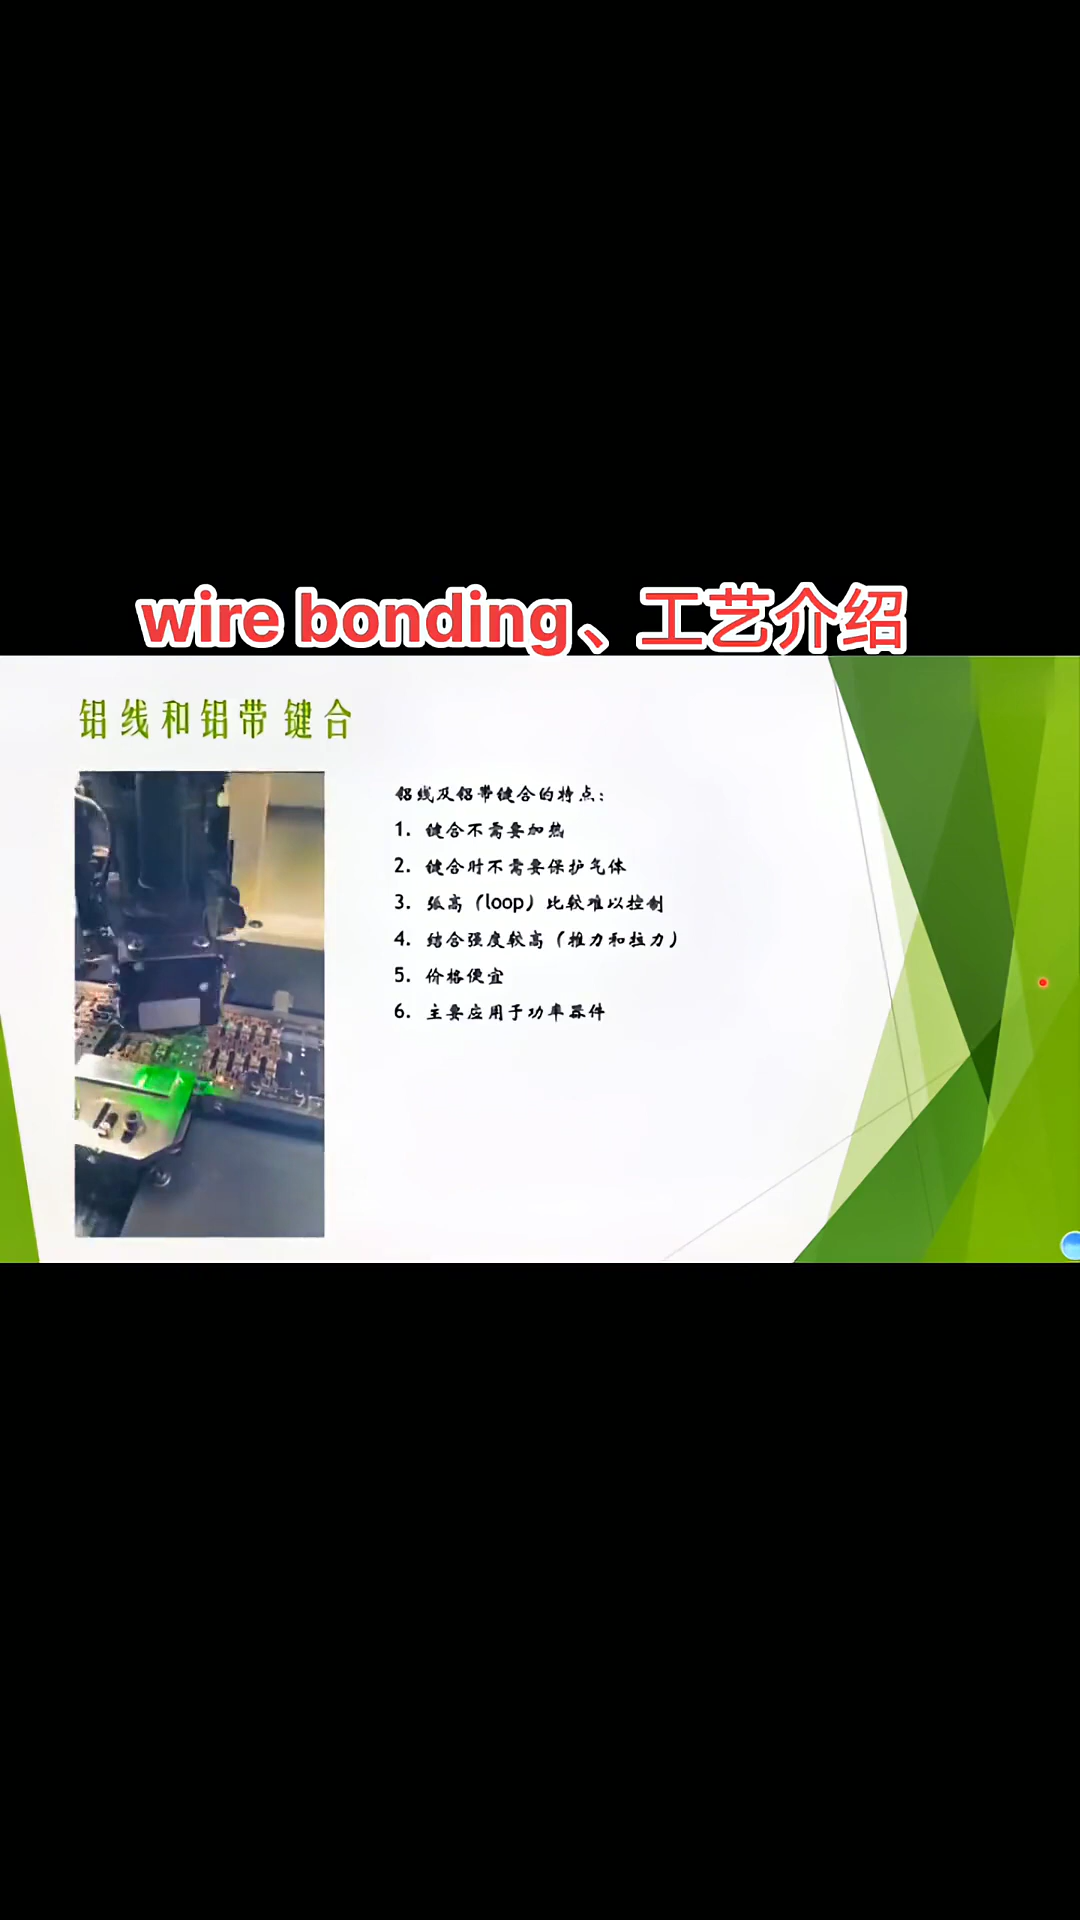 wire bonding、工艺介绍
铝线和铝带键合
铝线及铝带键合的特点：
1. 键合不需要加热
2. 键合时不需要保护气体
3. 弧高（loop）比较难以控制
4. 结合强度较高（推力和拉力）
5. 价格便宜
6. 主要应用于功率器件